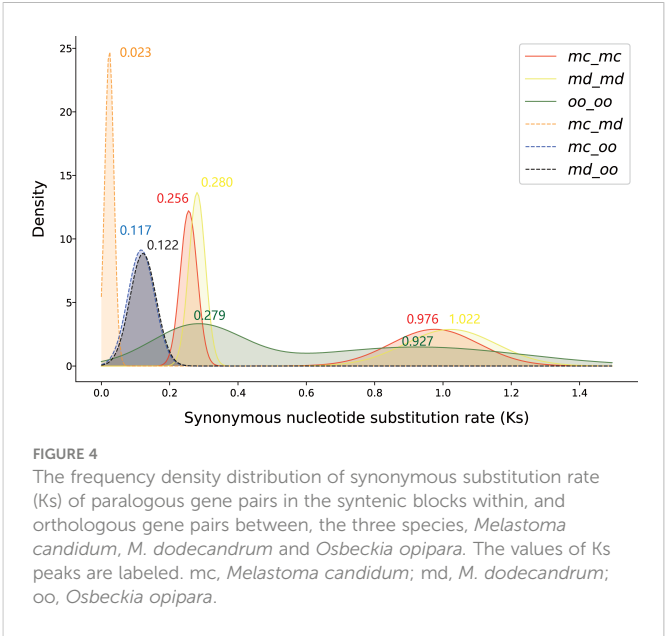 25
20
15
10
5
0
Density
0.023
0.280
0.256
0.117
0.122
0.279
0.976
1.022
0.927
mc_mc
md_md
oo_oo
mc_md
mc_oo
md_oo
0.0 0.2 0.4 0.6 0.8 1.0 1.2 1.4
Synonymous nucleotide substitution rate (Ks)
FIGURE 4
The frequency density distribution of synonymous substitution rate
(Ks) of paralogous gene pairs in the syntenic blocks within, and
orthologous gene pairs between, the three species, Melastoma
candidum, M. dodecandrum and Osbeckia opipara. The values of Ks
peaks are labeled. mc, Melastoma candidum; md, M. dodecandrum;
oo, Osbeckia opipara.